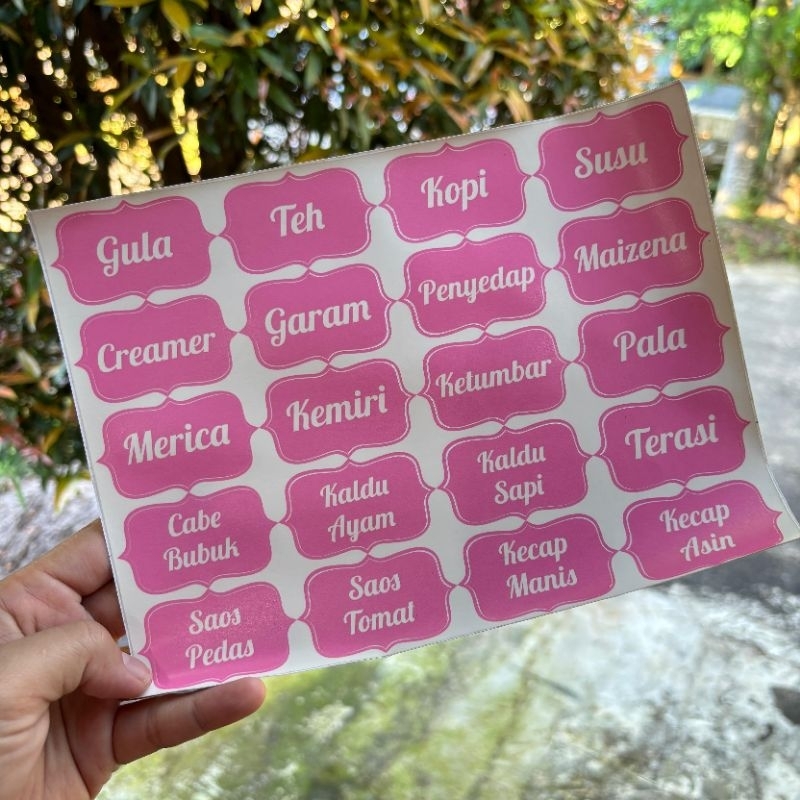 Gula
Teh
Kopi
Susu
Creamer
Garam
Penyedap
Maizena
Merica
Kemiri
Ketumbar
Pala
Cabe
Bubuk
Kaldu
Ayam
Kaldu
Sapi
Terasi
Saos
Pedas
Saos
Tomat
Kecap
Manis
Kecap
Asin